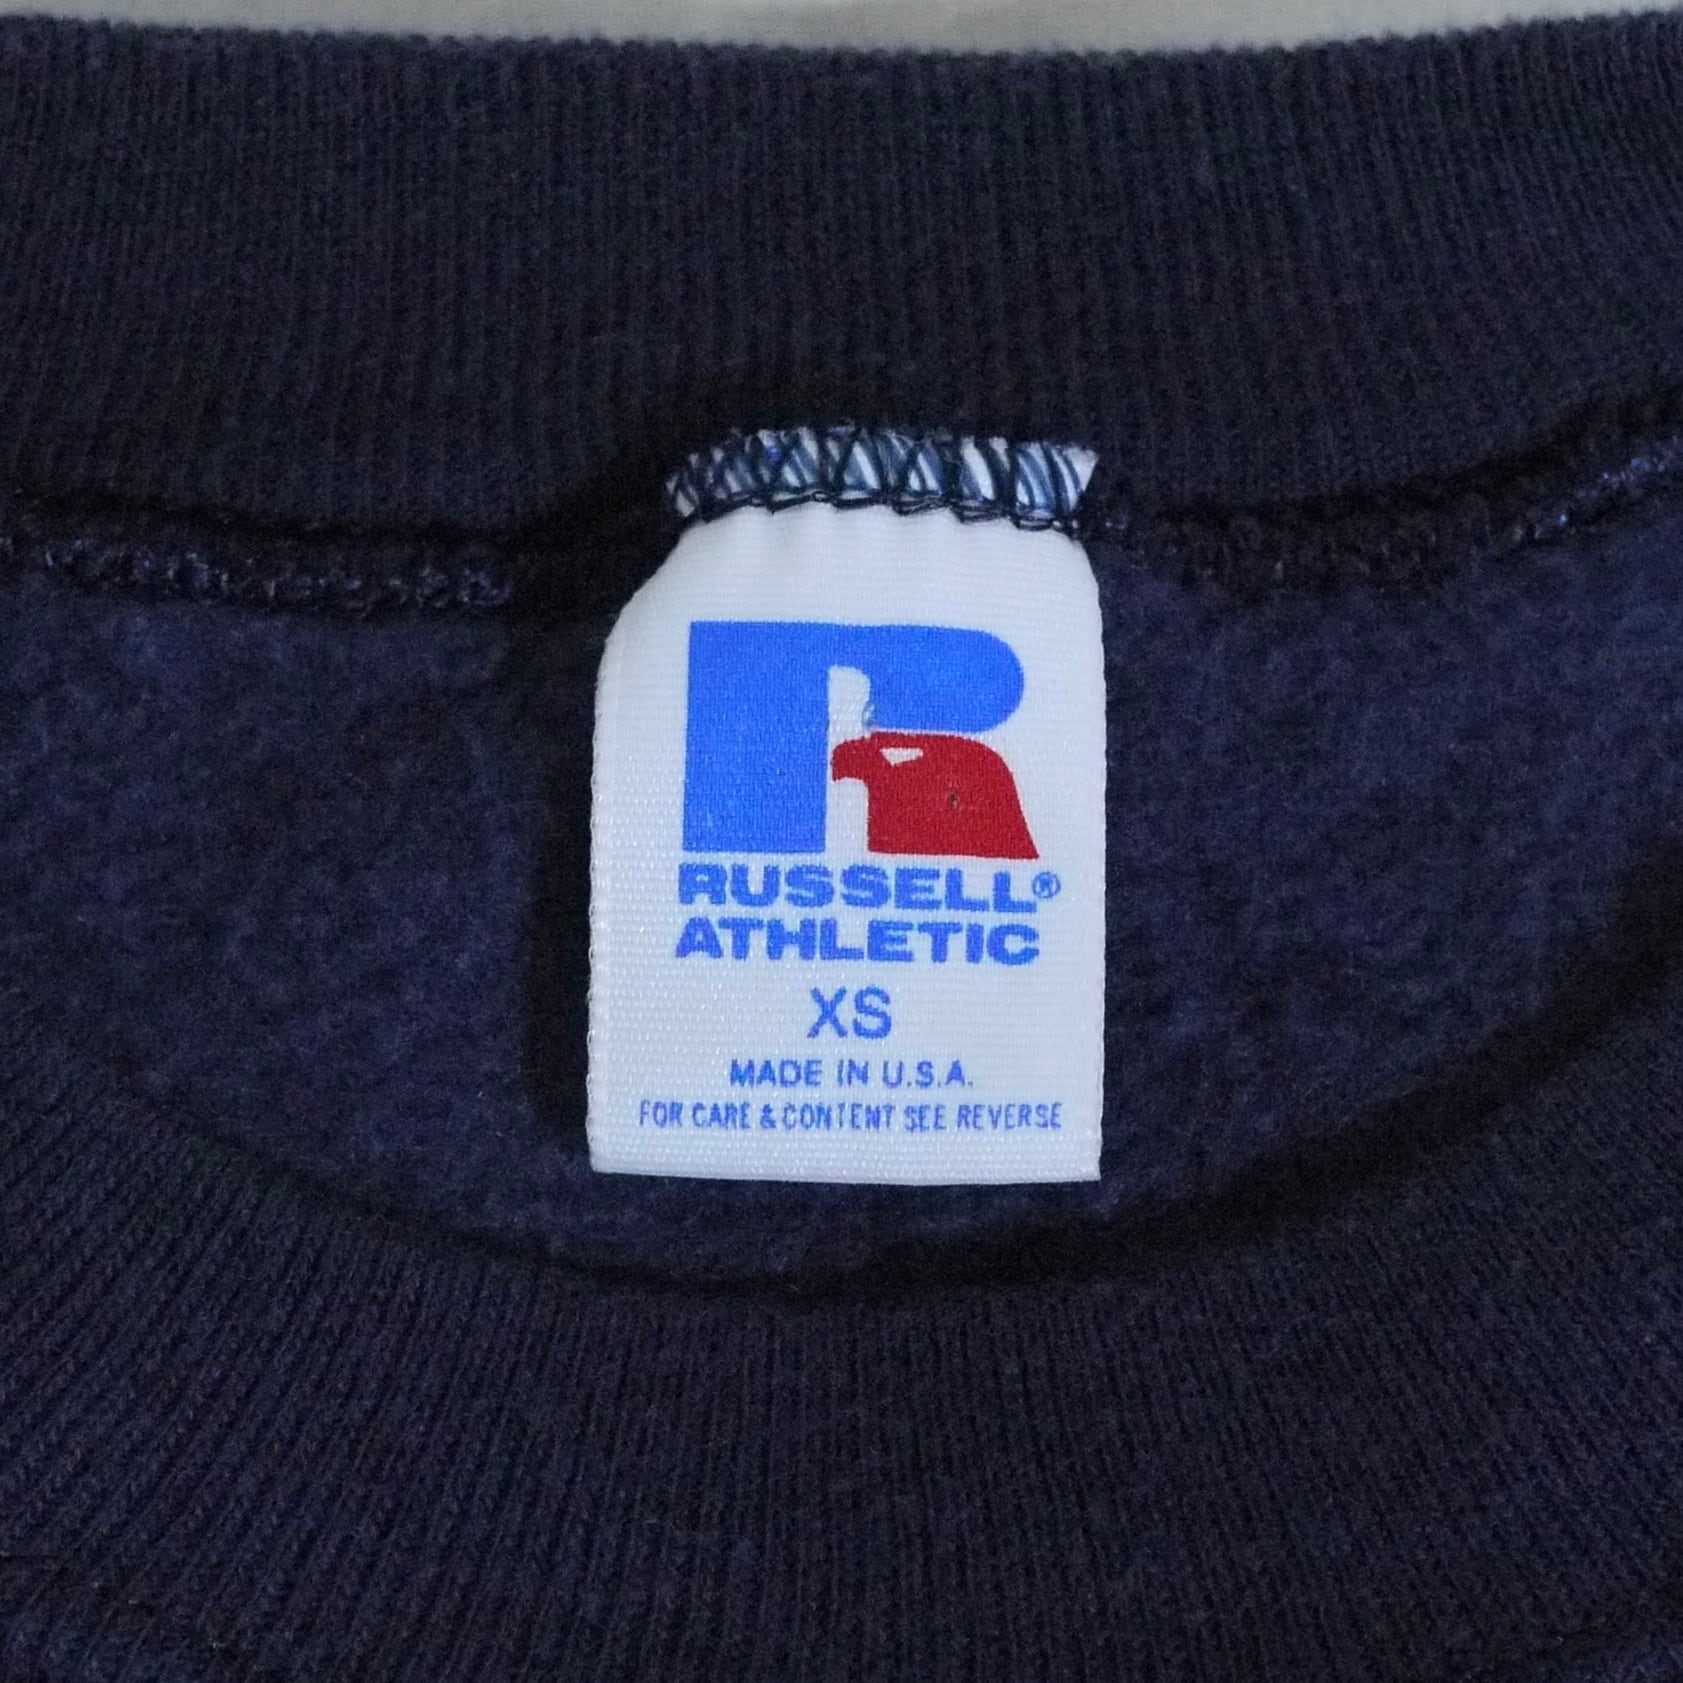 RUSSELL®
ATHLETIC
XS
MADE IN U.S.A.
FOR CARE & CONTENT SEE REVERSE